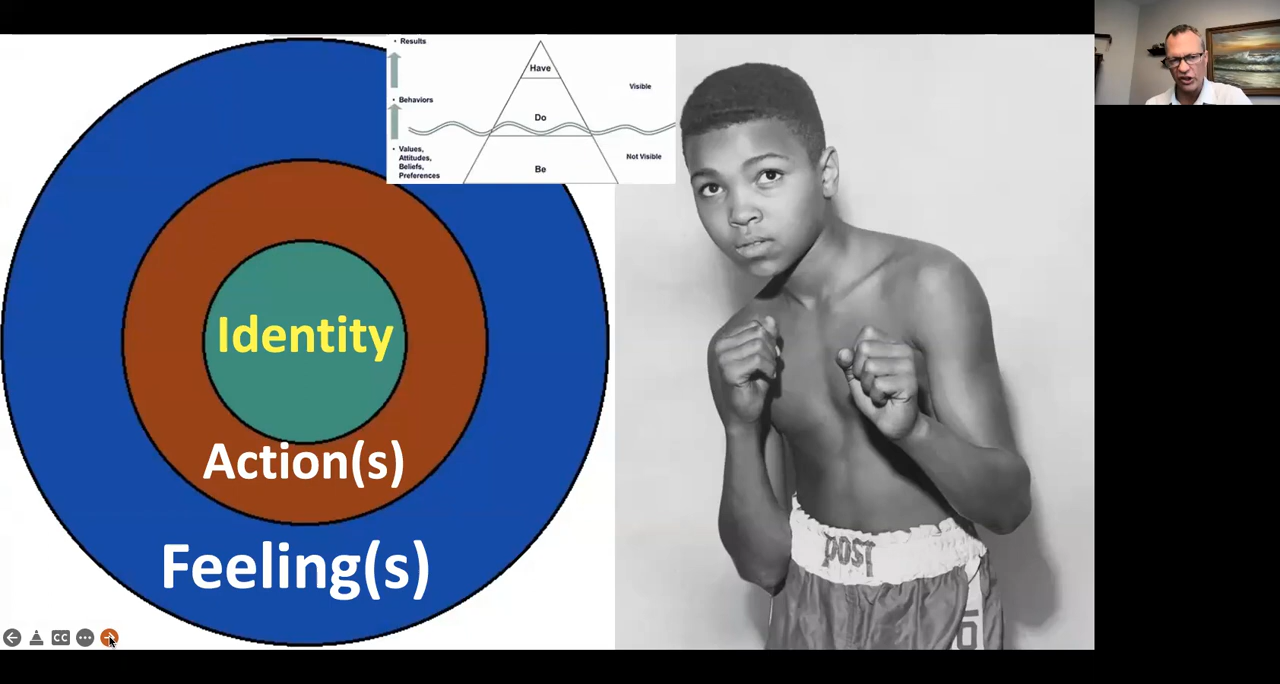 Results
Have
Visible
Behaviors
Do
Values,
Attitudes,
Beliefs,
Preferences
Not Visible
Be
Identity
Action(s)
Feeling(s)
POST
CC